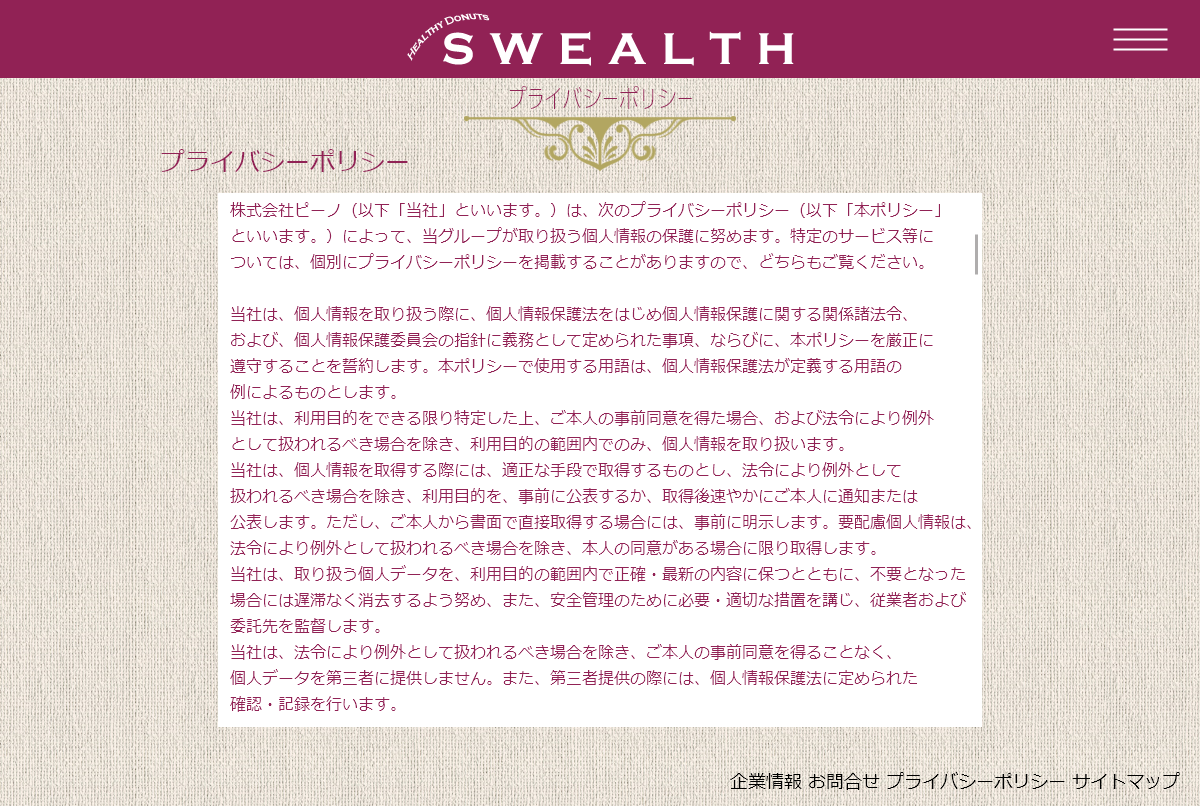 HEALTHY DONUTS
SWEALTH
プライバシーポリシー
プライバシーポリシー
株式会社ピーノ（以下「当社」といいます。）は、次のプライバシーポリシー（以下「本ポリシー」
といいます。）によって、当グループが取り扱う個人情報の保護に努めます。特定のサービス等に
ついては、個別にプライバシーポリシーを掲載することがありますので、どちらもご覧ください。
当社は、個人情報を取り扱う際に、個人情報保護法をはじめ個人情報保護に関する関係諸法令、
および、個人情報保護委員会の指針に義務として定められた事項、ならびに、本ポリシーを厳正に
遵守することを誓約します。本ポリシーで使用する用語は、個人情報保護法が定義する用語の
例によるものとします。
当社は、利用目的をできる限り特定した上、ご本人の事前同意を得た場合、および法令により例外
として扱われるべき場合を除き、利用目的の範囲内でのみ、個人情報を取り扱います。
当社は、個人情報を取得する際には、適正な手段で取得するものとし、法令により例外として
扱われるべき場合を除き、利用目的を、事前に公表するか、取得後速やかにご本人に通知または
公表します。ただし、ご本人から書面で直接取得する場合には、事前に明示します。要配慮個人情報は、
法令により例外として扱われるべき場合を除き、本人の同意がある場合に限り取得します。
当社は、取り扱う個人データを、利用目的の範囲内で正確・最新の内容に保つとともに、不要となった
場合には遅滞なく消去するよう努め、また、安全管理のために必要・適切な措置を講じ、従業者および
委託先を監督します。
当社は、法令により例外として扱われるべき場合を除き、ご本人の事前同意を得ることなく、
個人データを第三者に提供しません。また、第三者提供の際には、個人情報保護法に定められた
確認・記録を行います。
企業情報 お問合せ プライバシーポリシー サイトマップ